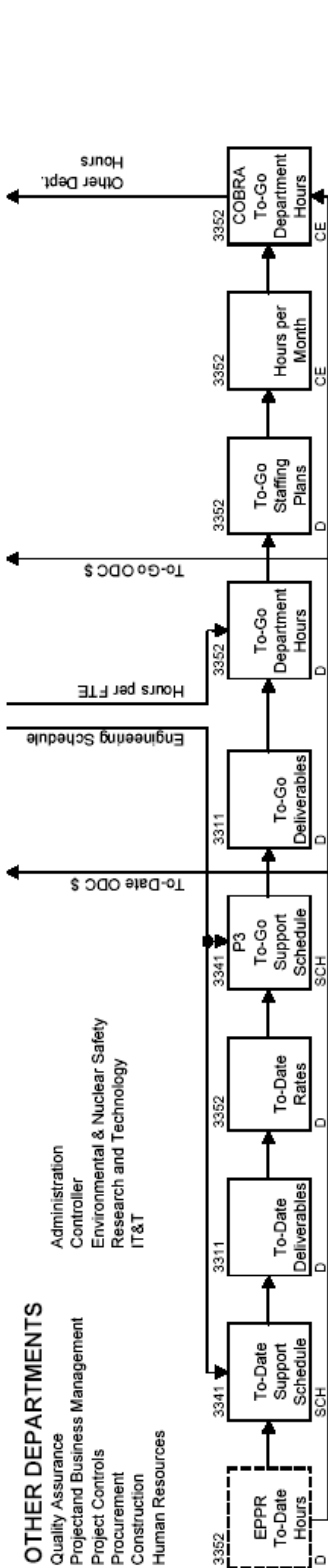 OTHER DEPARTMENTS
Quality Assurance
Projectand Business Management
Project Controls
Procurement
Construction
Human Resources
Administration
Controller
Environmental & Nuclear Safety
Research and Technology
IT&T
To-Date ODC $
Engineering Schedule
Hours per FTE
To-Go ODC $
Other Dept.
Hours
3352
EPPR
To-Date
Hours
D
3341
To-Date
Support
Schedule
SCH
3311
To-Date
Deliverables
D
3352
To-Date
Rates
D
3341
P3
To-Go
Support
Schedule
SCH
3311
To-Go
Deliverables
D
3352
To-Go
Department
Hours
D
3352
To-Go
Staffing
Plans
D
3352
Hours per
Month
CE
3352
COBRA
To-Go
Department
Hours
CE